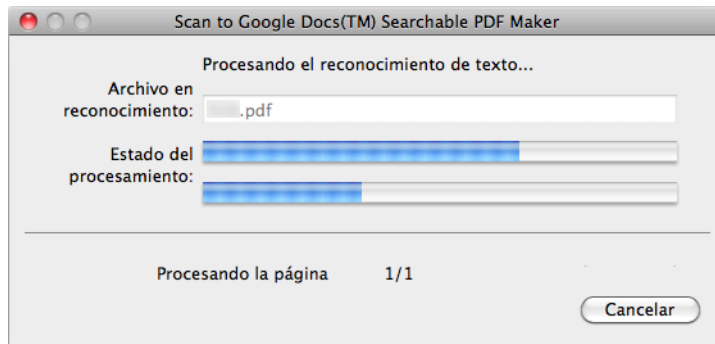 Scan to Google Docs(TM) Searchable PDF Maker
Procesando el reconocimiento de texto...
Archivo en
reconocimiento:
.pdf
Estado del
procesamiento:
Procesando la página 1/1
Cancelar